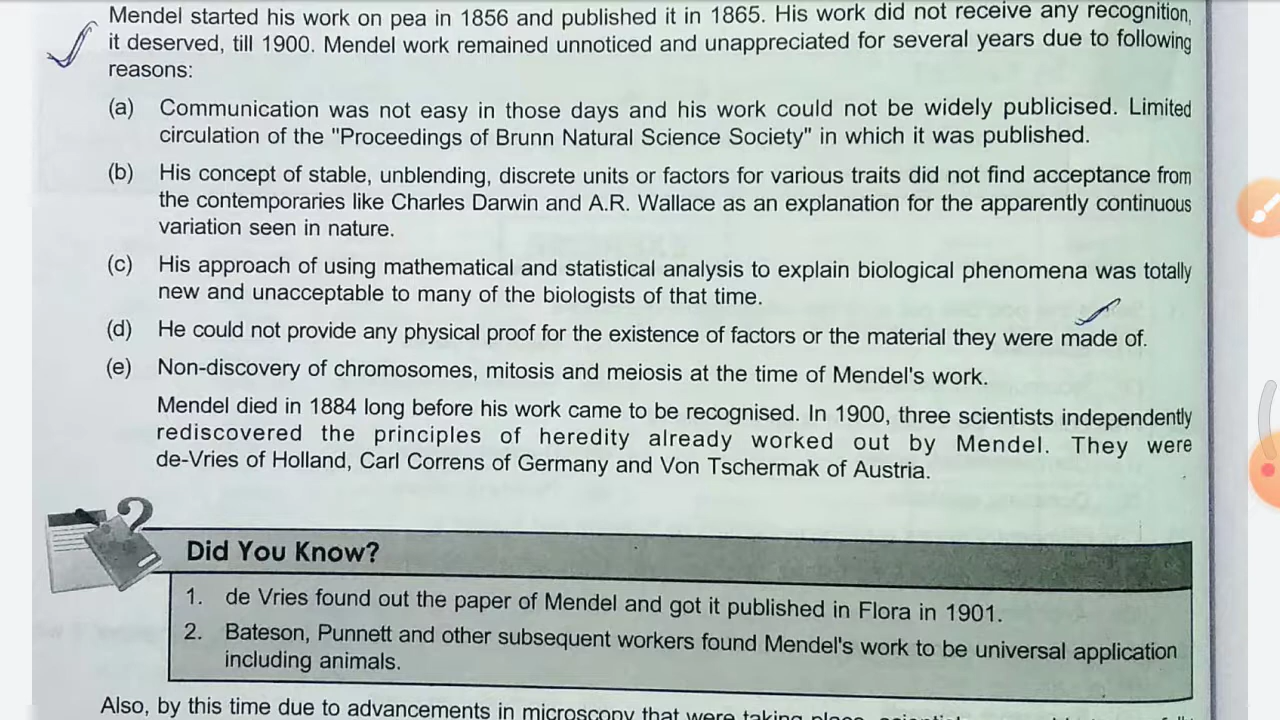 Mendel started his work on pea in 1856 and published it in 1865. His work did not receive any recognition,
it deserved, till 1900. Mendel work remained unnoticed and unappreciated for several years due to following
reasons:
(a) Communication was not easy in those days and his work could not be widely publicised. Limited
circulation of the "Proceedings of Brunn Natural Science Society" in which it was published.
(b) His concept of stable, unblending, discrete units or factors for various traits did not find acceptance from
the contemporaries like Charles Darwin and A.R. Wallace as an explanation for the apparently continuous
variation seen in nature.
(c) His approach of using mathematical and statistical analysis to explain biological phenomena was totally
new and unacceptable to many of the biologists of that time.
(d) He could not provide any physical proof for the existence of factors or the material they were made of.
(e) Non-discovery of chromosomes, mitosis and meiosis at the time of Mendel's work.
Mendel died in 1884 long before his work came to be recognised. In 1900, three scientists independently
rediscovered the principles of heredity already worked out by Mendel. They were
de-Vries of Holland, Carl Correns of Germany and Von Tschermak of Austria.
Did You Know?
1. de Vries found out the paper of Mendel and got it published in Flora in 1901.
2. Bateson, Punnett and other subsequent workers found Mendel's work to be universal application
including animals.
Also, by this time due to advancements in microscopy that were taking place,